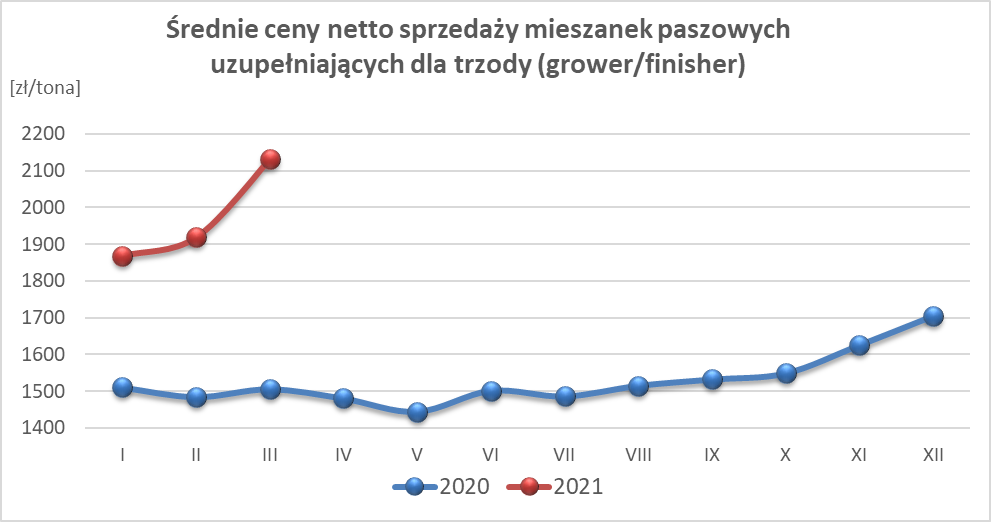 Średnie ceny netto sprzedaży mieszanek paszowych
uzupełniających dla trzody (grower/finisher)
[zł/tona]
2200
2100
2000
1900
1800
1700
1600
1500
1400
I II III IV V VI VII VIII IX X XI XII
2020 2021